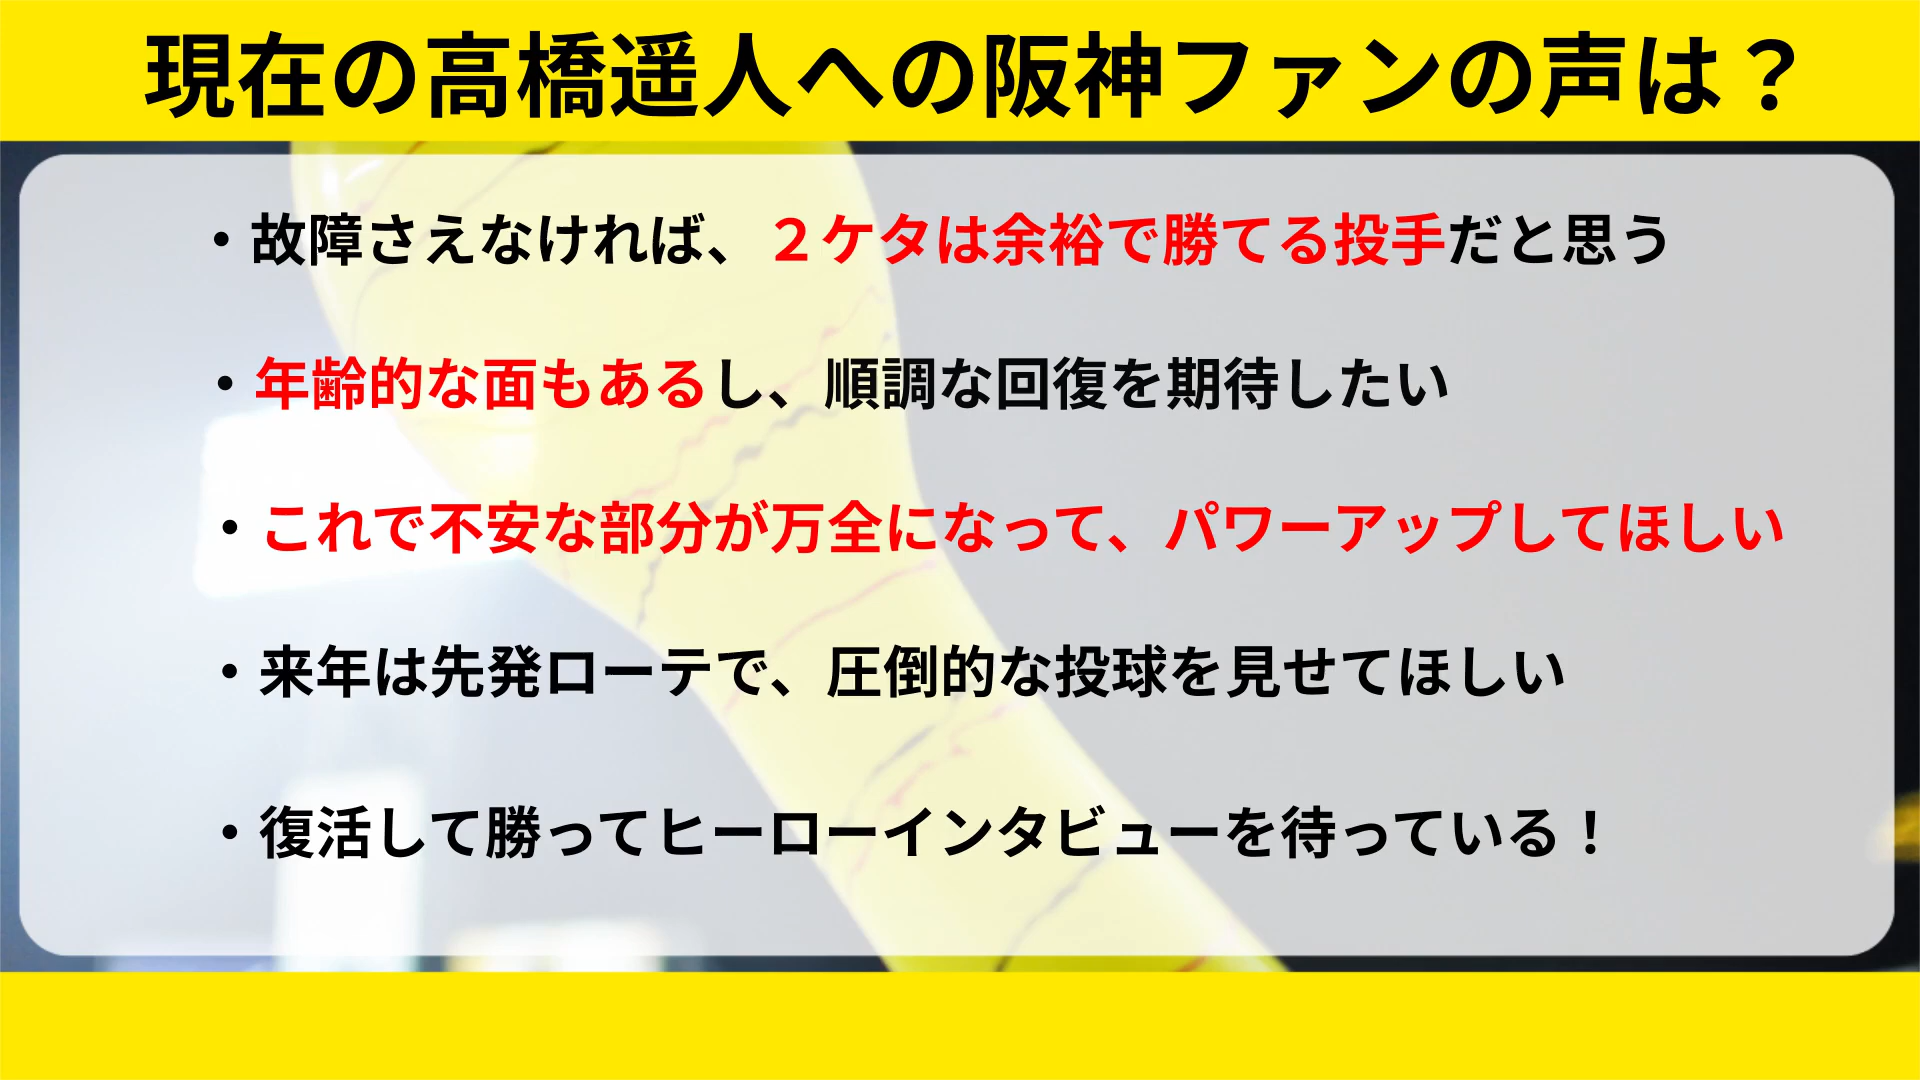 現在の高橋遥人への阪神ファンの声は？
・故障さえなければ、２ケタは余裕で勝てる投手だと思う
・年齢的な面もあるし、順調な回復を期待したい
・これで不安な部分が万全になって、パワーアップしてほしい
・来年は先発ローテで、圧倒的な投球を見せてほしい
・復活して勝ってヒーローインタビューを待っている！